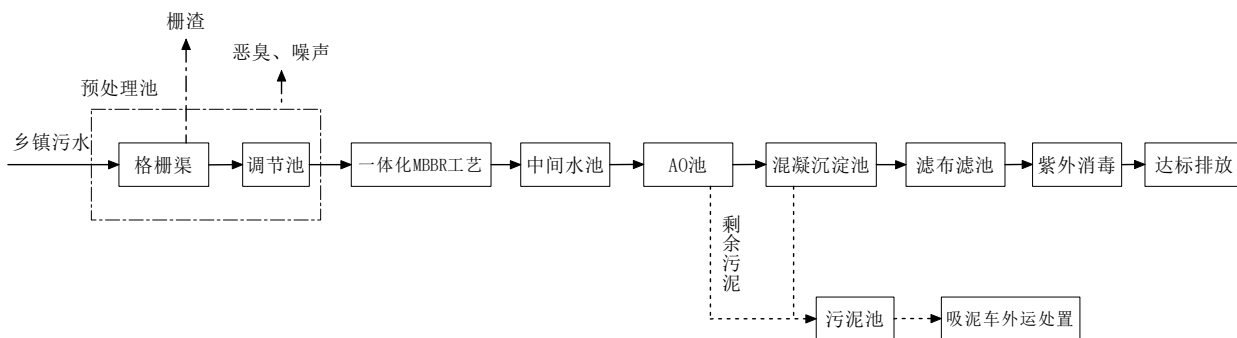 栅渣
恶臭、噪声
预处理池
乡镇污水
格栅渠
调节池
一体化MBBR工艺
中间水池
AO池
混凝沉淀池
滤布滤池
紫外消毒
达标排放
剩余污泥
污泥池
吸泥车外运处置